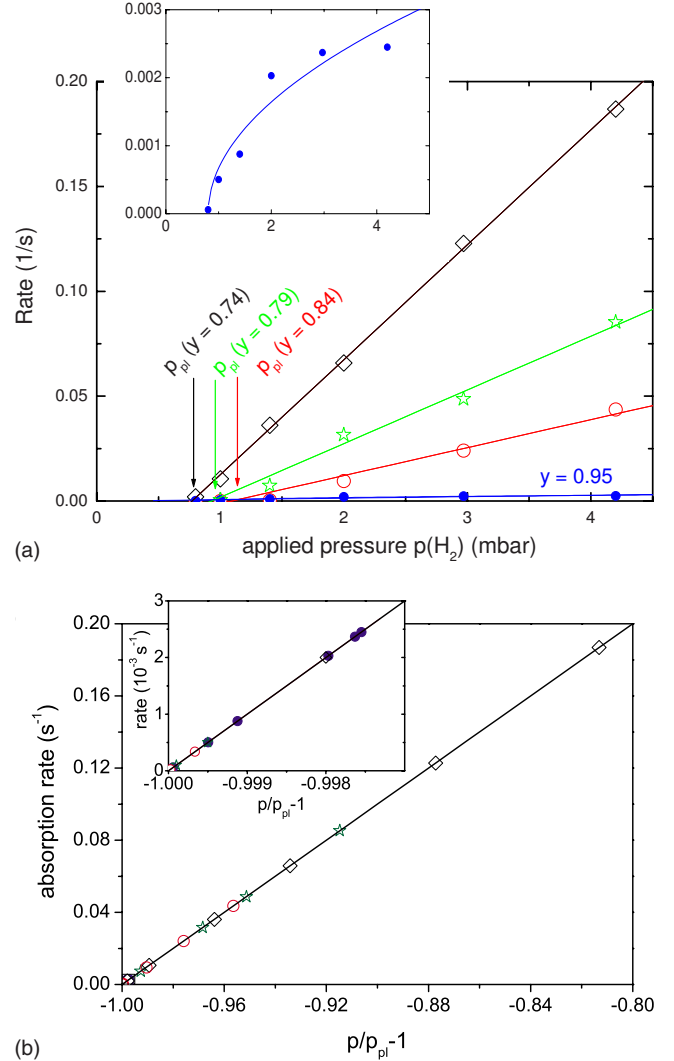 0.003
0.002
0.001
0.000
2
4
0.20
0.15
0.10
0.05
0.00
Rate (1/s)
p_pl (y = 0.74)
p_pl (y = 0.79)
p_pl (y = 0.84)
y = 0.95
0
1
2
3
4
applied pressure p(H_2) (mbar)
(a)
3
2
1
0
rate (10^-3 s^-1)
-1.000
-0.999
-0.998
p/p_pl-1
0.20
0.16
0.12
0.08
0.04
0.00
absorption rate (s^-1)
-1.00
-0.96
-0.92
-0.88
-0.84
-0.80
p/p_pl-1
(b)